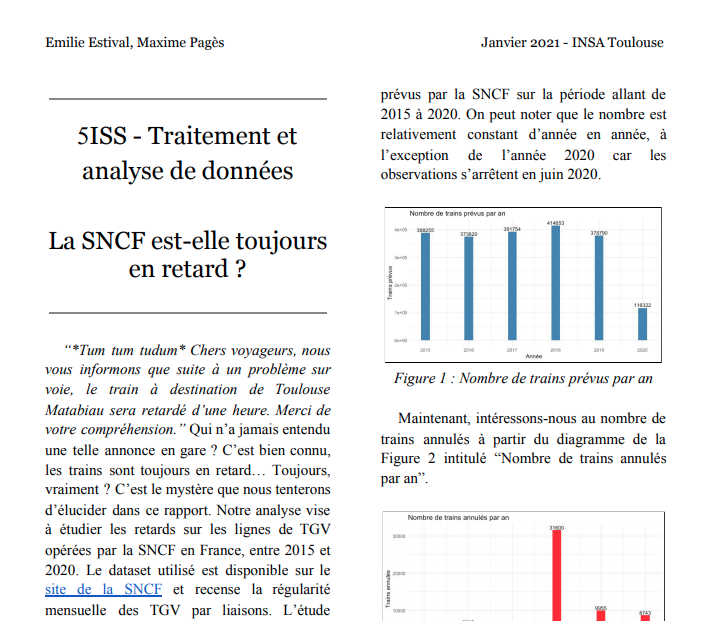 Emilie Estival, Maxime Pagès
Janvier 2021 - INSA Toulouse
5ISS - Traitement et
analyse de données
La SNCF est-elle toujours
en retard ?
“*Tum tum tudum* Chers voyageurs, nous
vous informons que suite à un problème sur
voie, le train à destination de Toulouse
Matabiau sera retardé d’une heure. Merci de
votre compréhension.” Qui n’a jamais entendu
une telle annonce en gare ? C’est bien connu,
les trains sont toujours en retard… Toujours,
vraiment ? C’est le mystère que nous tenterons
d’élucider dans ce rapport. Notre analyse vise
à étudier les retards sur les lignes de TGV
opérées par la SNCF en France, entre 2015 et
2020. Le dataset utilisé est disponible sur le
site de la SNCF et recense la régularité
mensuelle des TGV par liaisons. L’étude
prévus par la SNCF sur la période allant de
2015 à 2020. On peut noter que le nombre est
relativement constant d’année en année, à
l’exception de l’année 2020 car les
observations s’arrêtent en juin 2020.
Nombre de trains prévus par an
Trains prévus
4e+05
3e+05
2e+05
1e+05
0e+00
388255
373820
391754
414653
378790
116322
2015
2016
2017
2018
2019
2020
Année
Figure 1 : Nombre de trains prévus par an
Maintenant, intéressons-nous au nombre de
trains annulés à partir du diagramme de la
Figure 2 intitulé “Nombre de trains annulés
par an”.
Nombre de trains annulés par an
Trains annulés
30000
20000
10000
31600
9955
8743